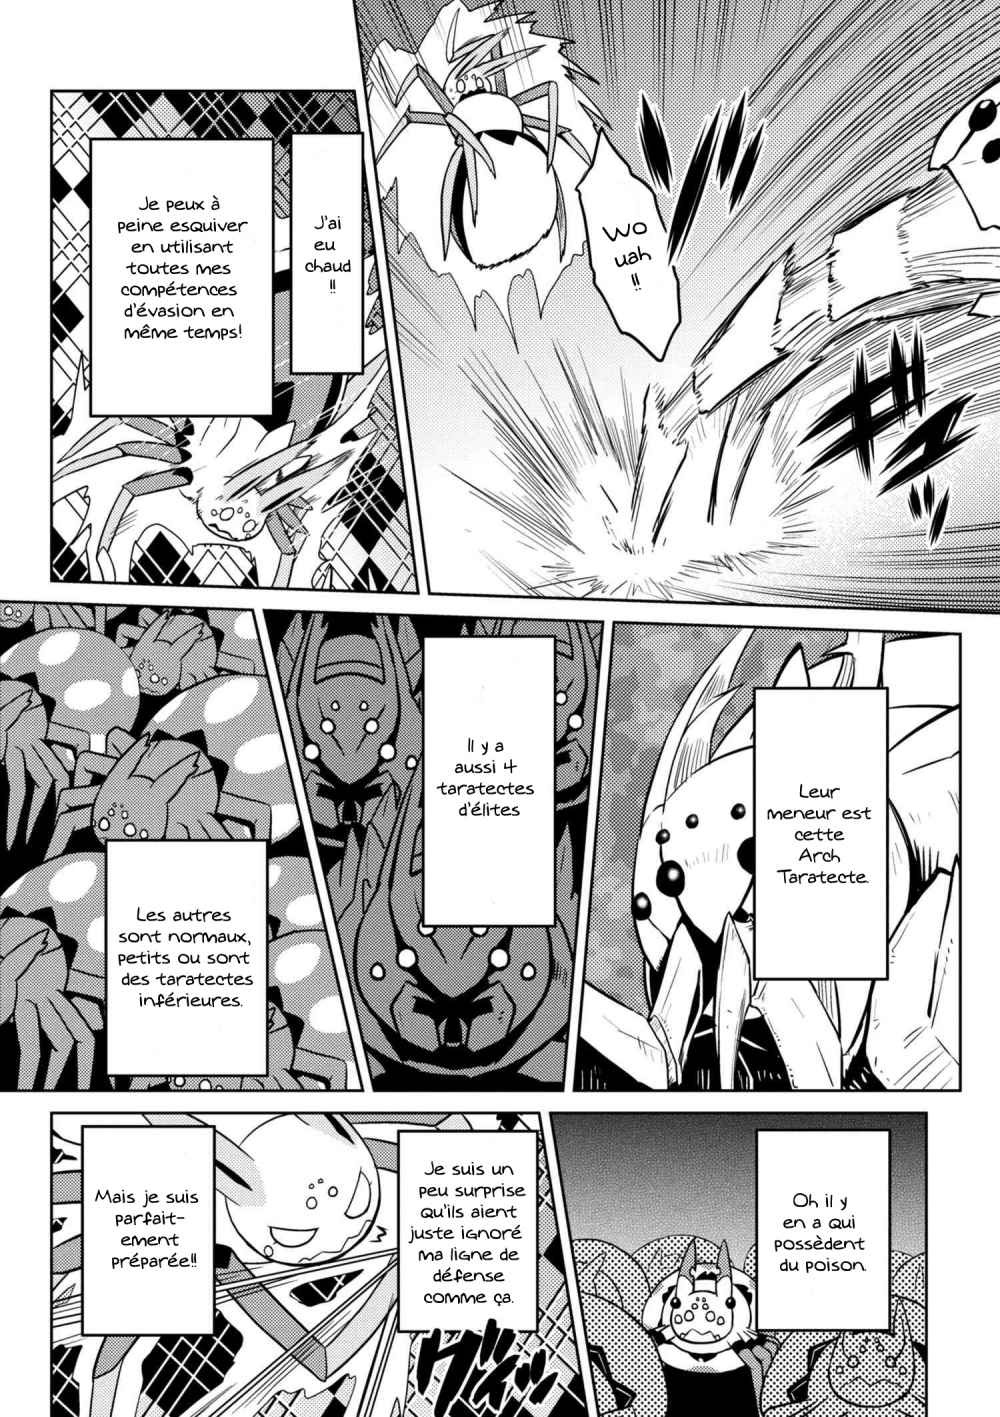 Je peux à
peine esquiver
en utilisant
toutes mes
compétences
d'évasion en
même temps!
J'ai
eu
chaud
!!
Wo
uah
!!
Les autres
sont normaux,
petits ou sont
des taratectes
inférieures.
Il y a
aussi 4
taratectes
d'élites
Leur
meneur est
cette
Arch
Taratecte.
Mais je suis
parfait-
ement
préparée!!
Je suis un
peu surprise
qu'ils aient
juste ignoré
ma ligne de
défense
comme ça.
Oh il y
en a qui
possèdent
du poison.